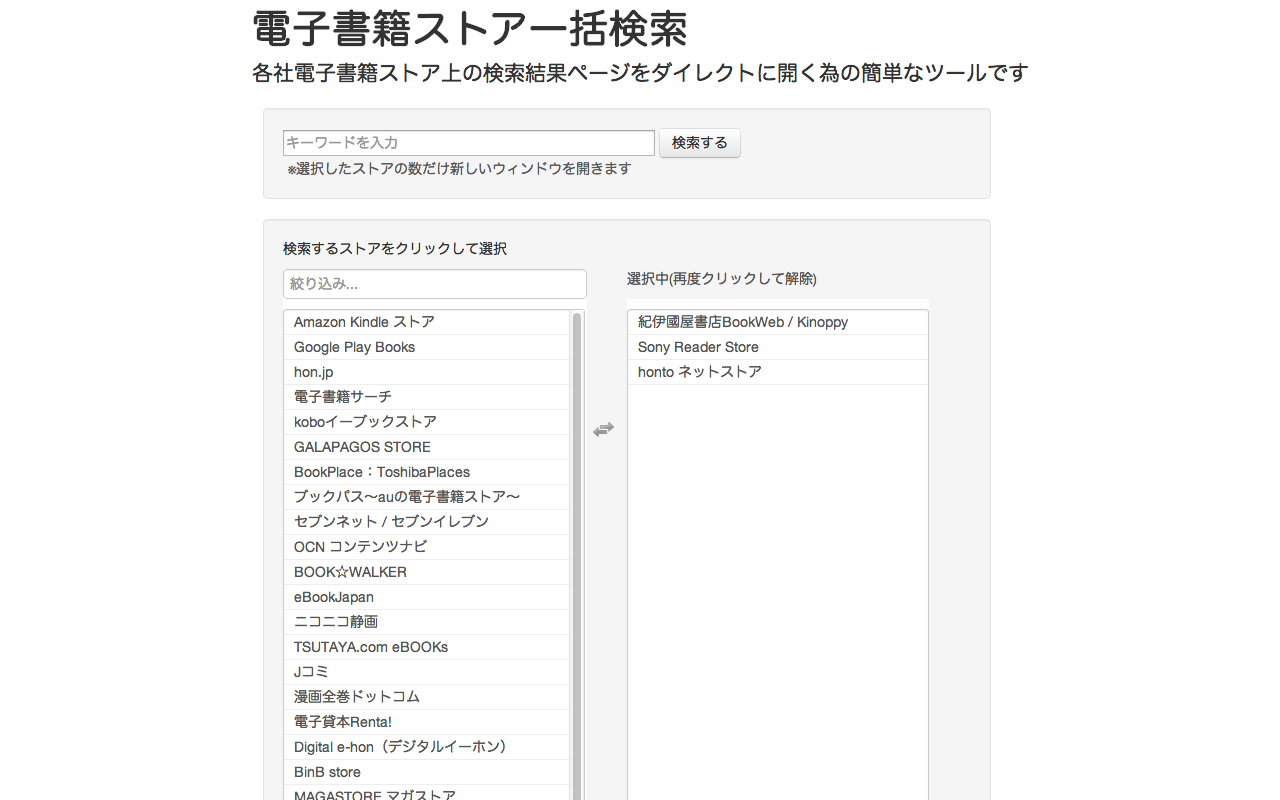 電子書籍ストアー括検索
各社電子書籍ストア上の検索結果ページをダイレクトに開く為の簡単なツールです
キーワードを入力
検索する
※選択したストアの数だけ新しいウィンドウを開きます
検索するストアをクリックして選択
絞り込み...
Amazon Kindle ストア
Google Play Books
hon.jp
電子書籍サーチ
koboイーブックストア
GALAPAGOS STORE
BookPlace：ToshibaPlaces
ブックパス〜auの電子書籍ストア〜
セブンネット / セブンイレブン
OCN コンテンツナビ
BOOK☆WALKER
eBookJapan
ニコニコ静画
TSUTAYA.com eBOOKs
Jコミ
漫画全巻ドットコム
電子貸本Renta!
Digital e-hon（デジタルイーホン）
BinB store
MAGASTORE マガストア
選択中(再度クリックして解除)
紀伊國屋書店BookWeb / Kinoppy
Sony Reader Store
honto ネットストア